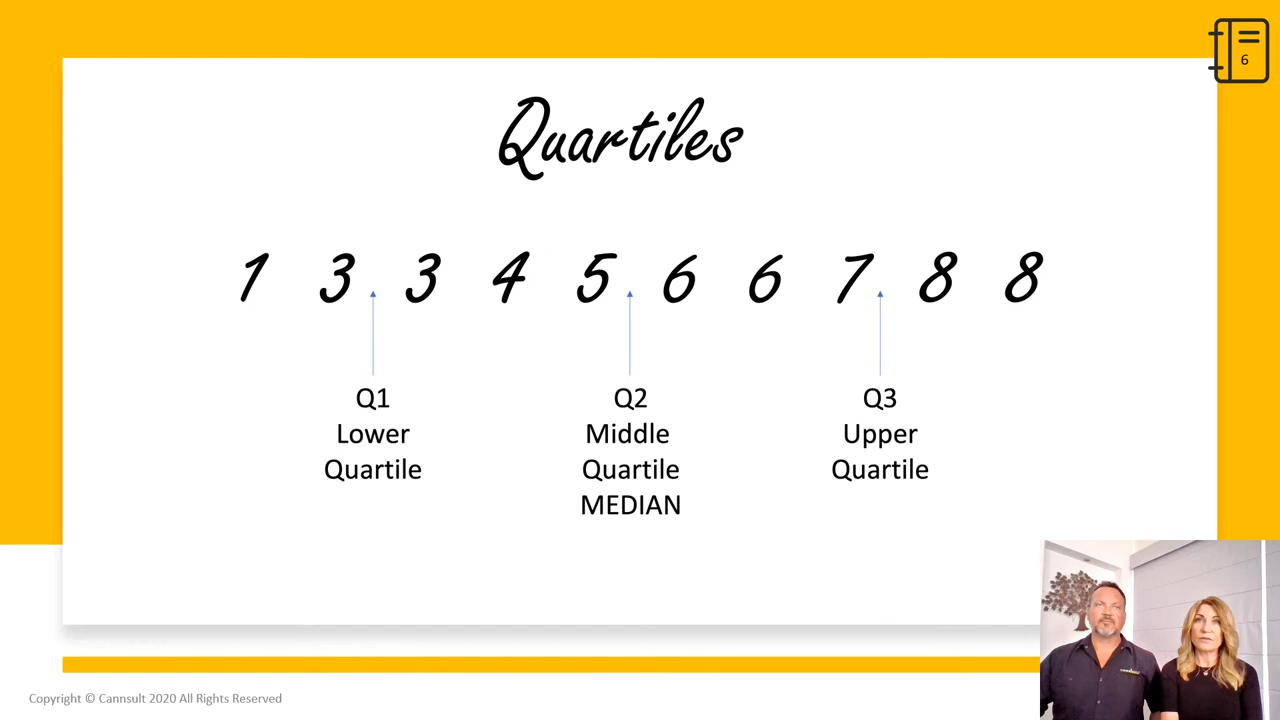 6
Quartiles
1 3 3 4 5 6 6 7 8 8
Q1
Lower
Quartile
Q2
Middle
Quartile
MEDIAN
Q3
Upper
Quartile
Copyright © Cannsult 2020 All Rights Reserved